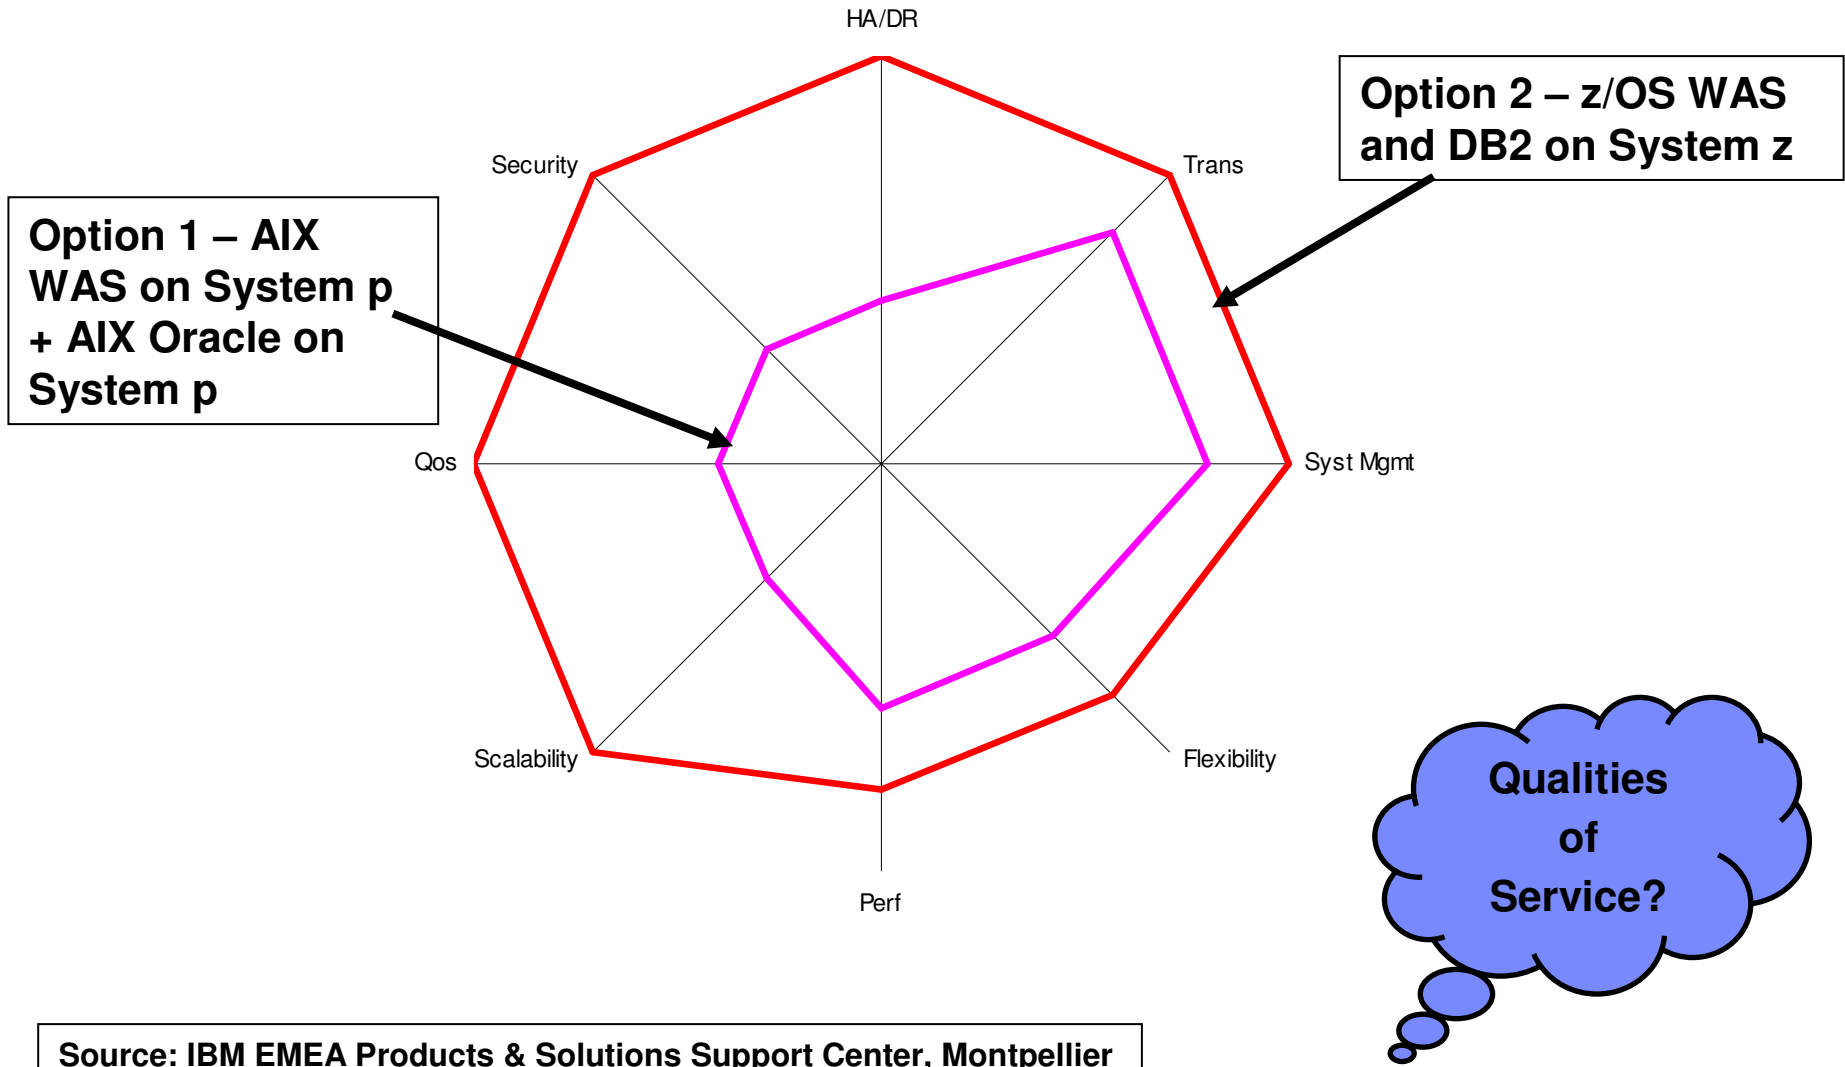 HA/DR
Option 2 – z/OS WAS
and DB2 on System z
Security
Trans
Option 1 – AIX
WAS on System p
+ AIX Oracle on
System p
Qos
Syst Mgmt
Scalability
Flexibility
Perf
Qualities
of
Service?
Source: IBM EMEA Products & Solutions Support Center, Montpellier